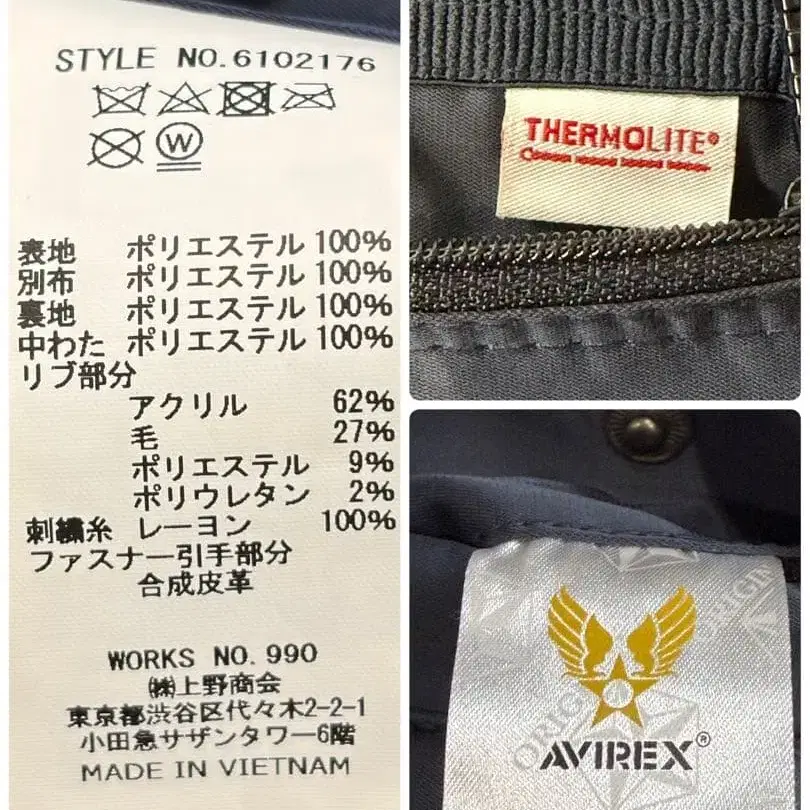 STYLE NO.6102176
W
表地 ポリエステル 100%
別布 ポリエステル 100%
裏地 ポリエステル 100%
中わた ポリエステル 100%
リブ部分
アクリル 62%
毛 27%
ポリエステル 9%
ポリウレタン 2%
刺繍糸 レーヨン 100%
ファスナー引手部分
合成皮革
WORKS NO.990
㈱上野商会
東京都渋谷区代々木2-2-1
小田急サザンタワー6階
MADE IN VIETNAM
THERMOLITE®
ORIGIN
ORIGI
AVIREX®